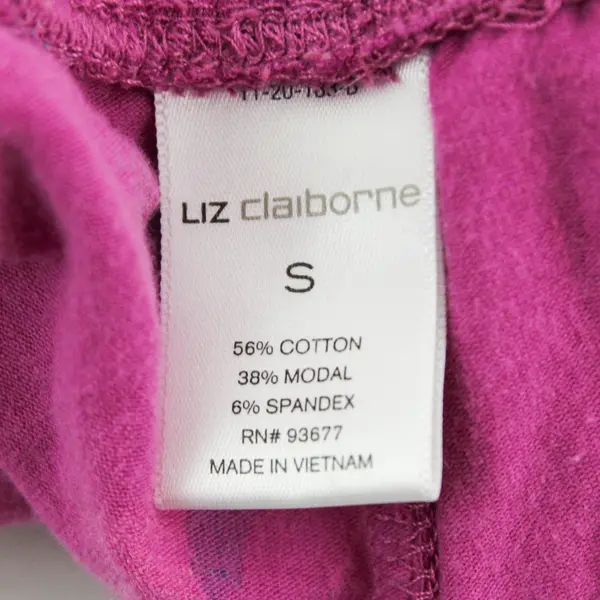 LIZ claiborne
S
56% COTTON
38% MODAL
6% SPANDEX
RN# 93677
MADE IN VIETNAM